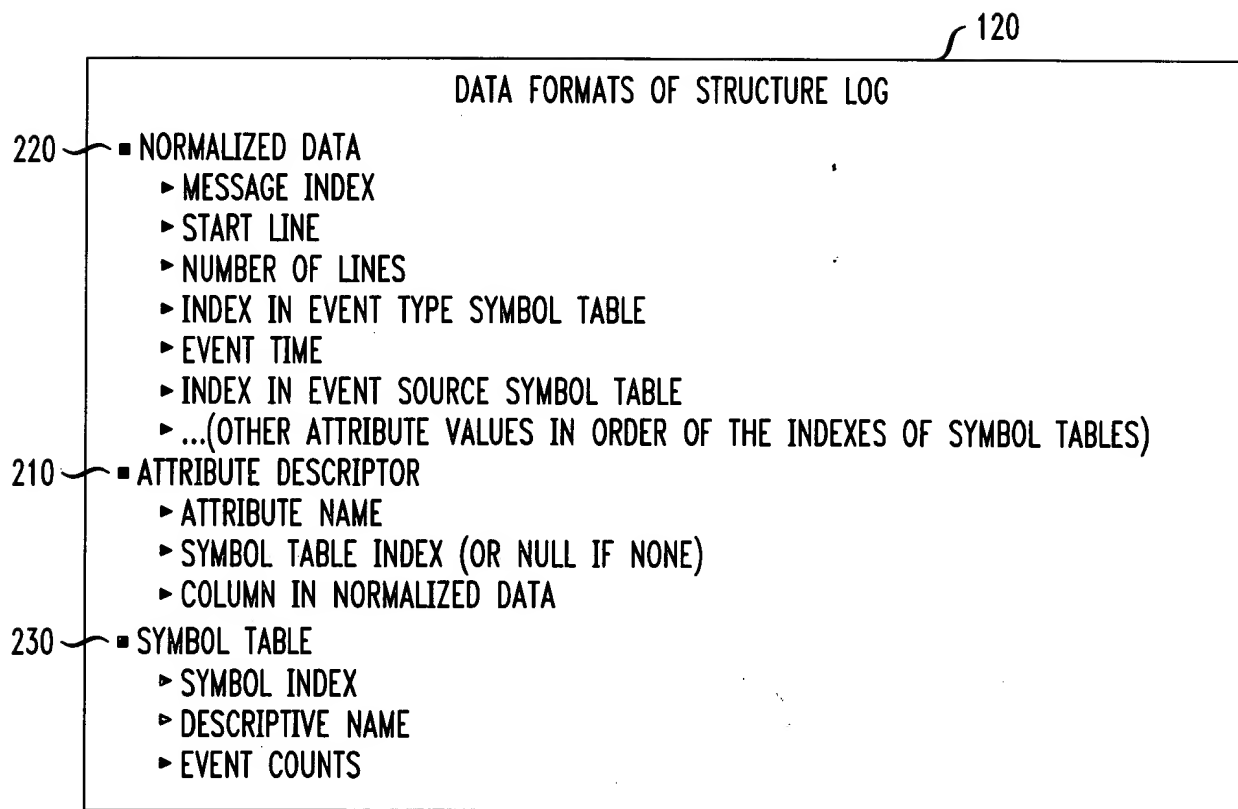 120
DATA FORMATS OF STRUCTURE LOG
220 ■ NORMALIZED DATA
► MESSAGE INDEX
► START LINE
► NUMBER OF LINES
► INDEX IN EVENT TYPE SYMBOL TABLE
► EVENT TIME
► INDEX IN EVENT SOURCE SYMBOL TABLE
► ...(OTHER ATTRIBUTE VALUES IN ORDER OF THE INDEXES OF SYMBOL TABLES)
210 ■ ATTRIBUTE DESCRIPTOR
► ATTRIBUTE NAME
► SYMBOL TABLE INDEX (OR NULL IF NONE)
► COLUMN IN NORMALIZED DATA
230 ■ SYMBOL TABLE
► SYMBOL INDEX
► DESCRIPTIVE NAME
► EVENT COUNTS